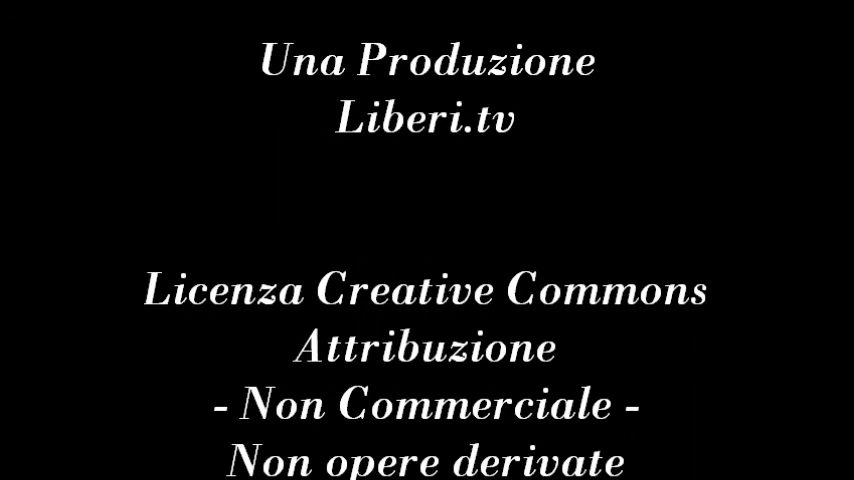 Una Produzione
Liberi.tv
Licenza Creative Commons
Attribuzione
- Non Commerciale -
Non opere derivate